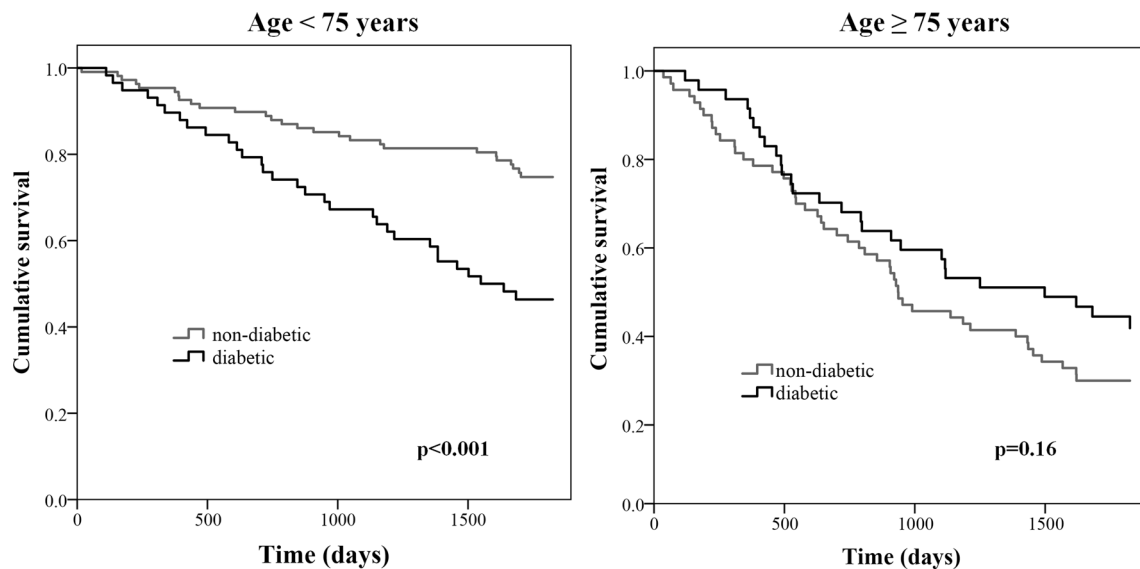 Age < 75 years
Cumulative survival
1.0
0.8
0.6
0.4
0.2
0.0
non-diabetic
diabetic
p<0.001
0
500
1000
1500
Time (days)
Age ≥ 75 years
Cumulative survival
1.0
0.8
0.6
0.4
0.2
0.0
non-diabetic
diabetic
p=0.16
0
500
1000
1500
Time (days)